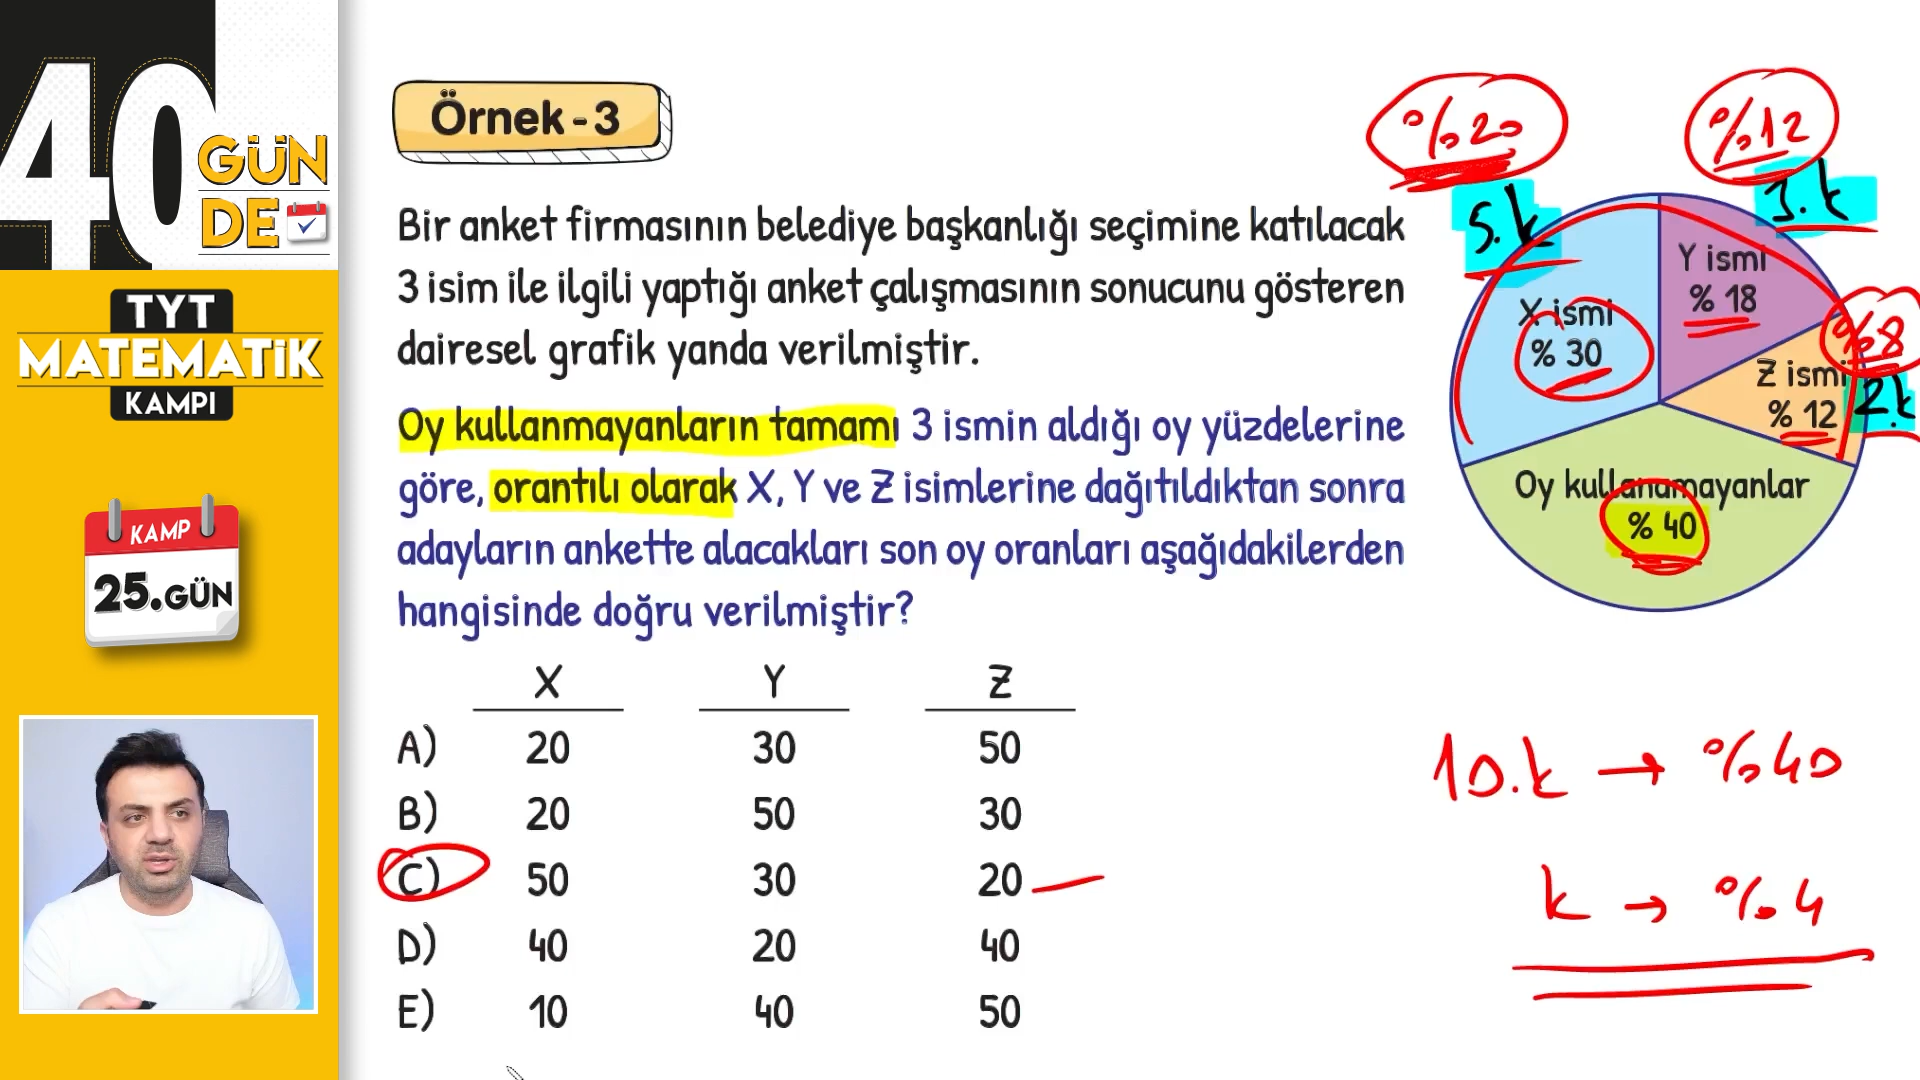 40
GÜN
DE
TYT
MATEMATİK
KAMPI
KAMP
25.GÜN
Örnek - 3
Bir anket firmasının belediye başkanlığı seçimine katılacak
3 isim ile ilgili yaptığı anket çalışmasının sonucunu gösteren
dairesel grafik yanda verilmiştir.
Oy kullanmayanların tamamı 3 ismin aldığı oy yüzdelerine
göre, orantılı olarak X, Y ve Z isimlerine dağıtıldıktan sonra
adayların ankette alacakları son oy oranları aşağıdakilerden
hangisinde doğru verilmiştir?
X Y Z
A) 20 30 50
B) 20 50 30
C) 50 30 20
D) 40 20 40
E) 10 40 50
%20
%12
5.k
3.k
Y ismi
% 18
X ismi
% 30
%8
Z ismi
% 12
2.k
Oy kullanamayanlar
% 40
10.k → %40
k → %4